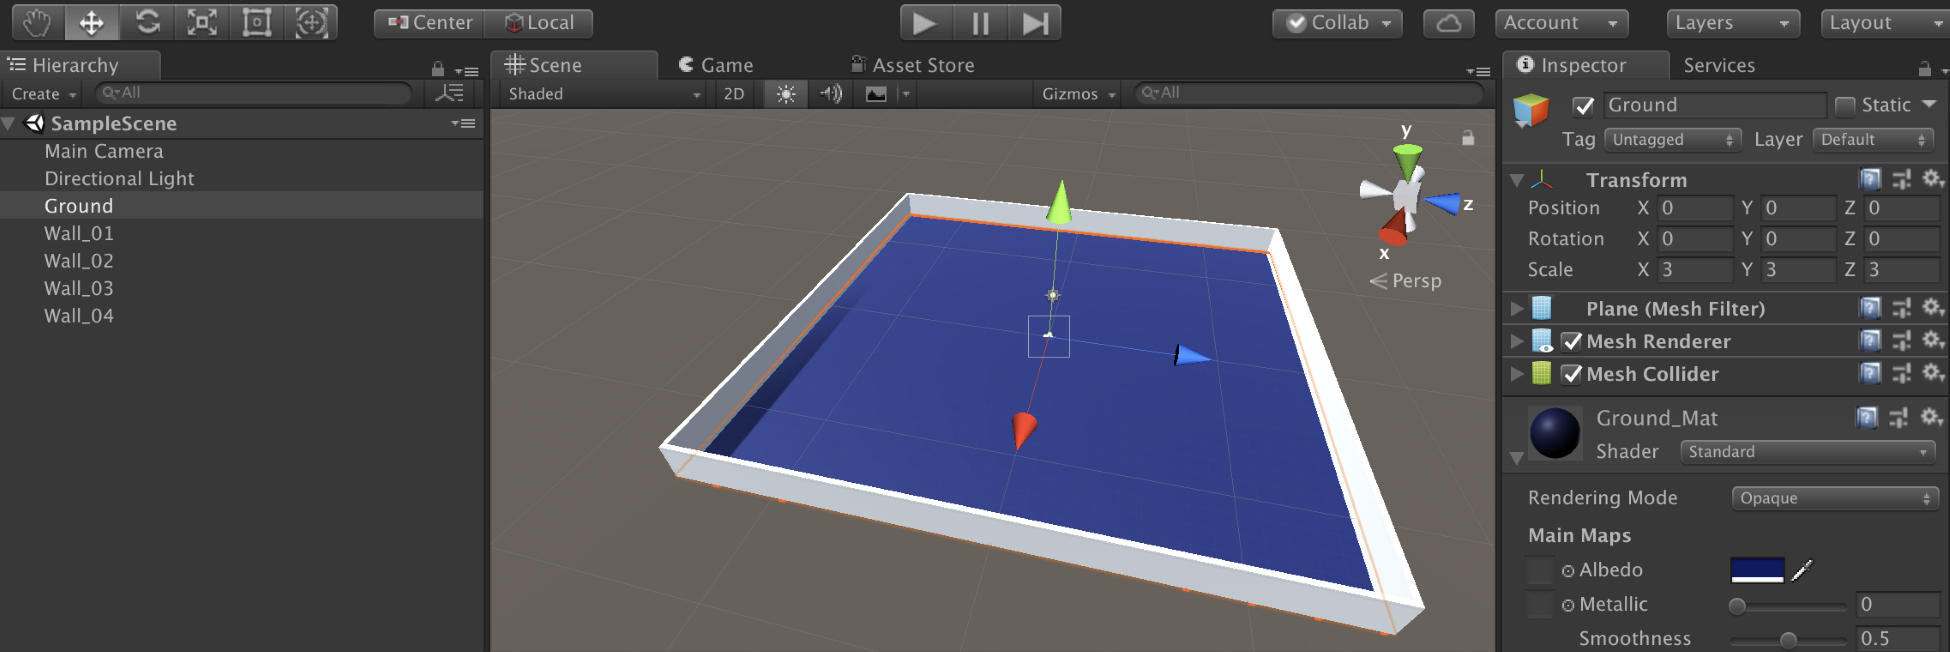 Center Local Collab Account Layers Layout
Hierarchy
Create All
SampleScene
Main Camera
Directional Light
Ground
Wall_01
Wall_02
Wall_03
Wall_04
Scene Game Asset Store
Shaded 2D Gizmos All
y
z
x
Persp
Inspector Services
Ground Static
Tag Untagged Layer Default
Transform
Position X 0 Y 0 Z 0
Rotation X 0 Y 0 Z 0
Scale X 3 Y 3 Z 3
Plane (Mesh Filter)
Mesh Renderer
Mesh Collider
Ground_Mat
Shader Standard
Rendering Mode Opaque
Main Maps
Albedo
Metallic 0
Smoothness 0.5